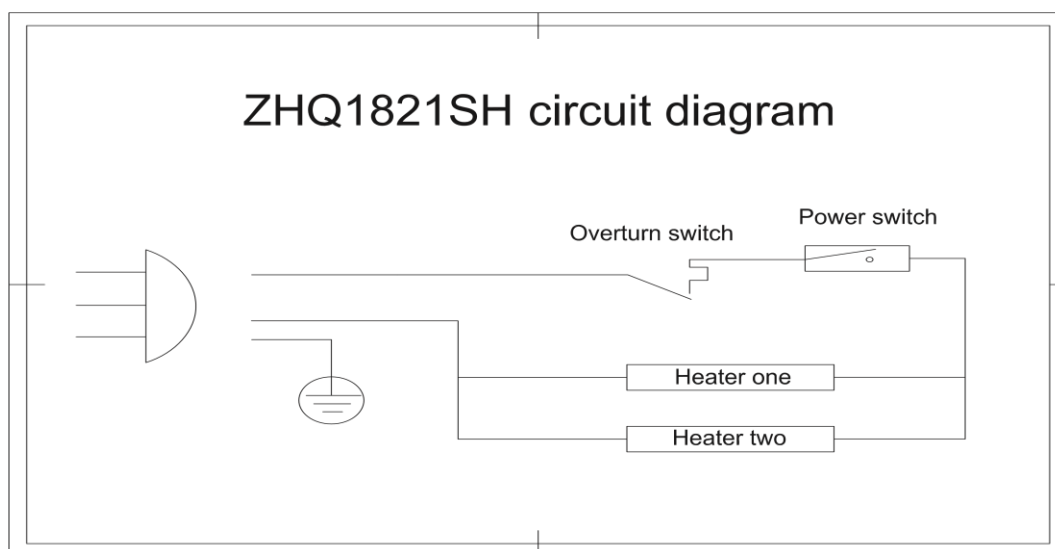 ZHQ1821SH circuit diagram
Power switch
Overturn switch
Heater one
Heater two